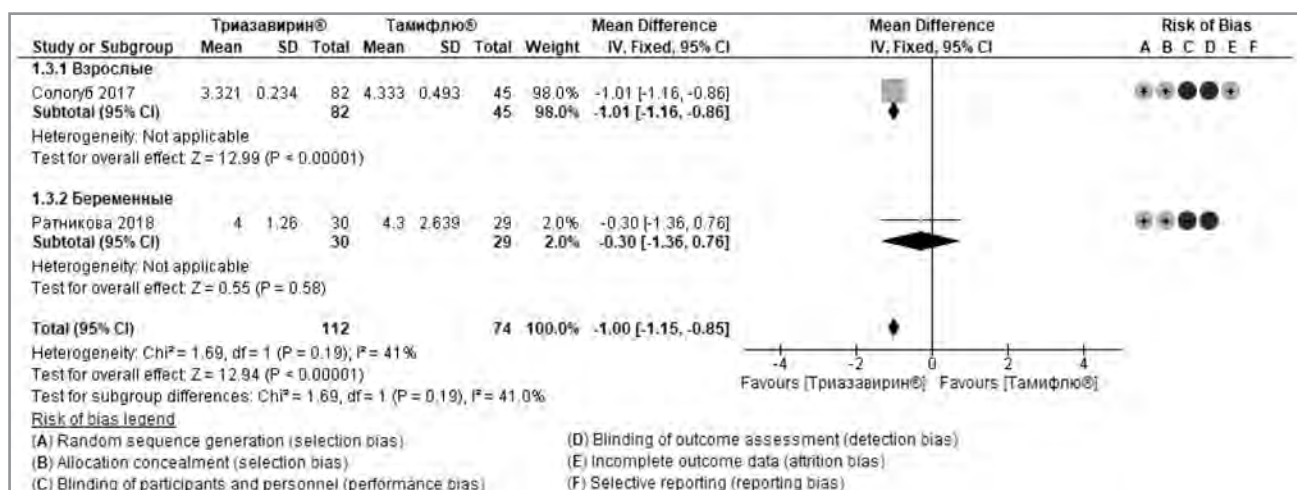 Триазавирин® Тамифлю® Mean Difference Mean Difference Risk of Bias
Study or Subgroup Mean SD Total Mean SD Total Weight IV, Fixed, 95% CI IV, Fixed, 95% CI A B C D E F
1.3.1 Взрослые
Сологуб 2017 3.321 0.234 82 4.333 0.493 45 98.0% -1.01 [-1.16, -0.86]
Subtotal (95% CI) 82 45 98.0% -1.01 [-1.16, -0.86]
Heterogeneity: Not applicable
Test for overall effect: Z = 12.99 (P < 0.00001)
1.3.2 Беременные
Ратникова 2018 4 1.26 30 4.3 2.639 29 2.0% -0.30 [-1.36, 0.76]
Subtotal (95% CI) 30 29 2.0% -0.30 [-1.36, 0.76]
Heterogeneity: Not applicable
Test for overall effect: Z = 0.55 (P = 0.58)
Total (95% CI) 112 74 100.0% -1.00 [-1.15, -0.85]
Heterogeneity: Chi² = 1.69, df = 1 (P = 0.19); I² = 41%
Test for overall effect: Z = 12.94 (P < 0.00001)
Test for subgroup differences: Chi² = 1.69, df = 1 (P = 0.19), I² = 41.0%
-4 -2 0 2 4
Favours [Триазавирин®] Favours [Тамифлю®]
Risk of bias legend
(A) Random sequence generation (selection bias)
(B) Allocation concealment (selection bias)
(C) Blinding of participants and personnel (performance bias)
(D) Blinding of outcome assessment (detection bias)
(E) Incomplete outcome data (attrition bias)
(F) Selective reporting (reporting bias)